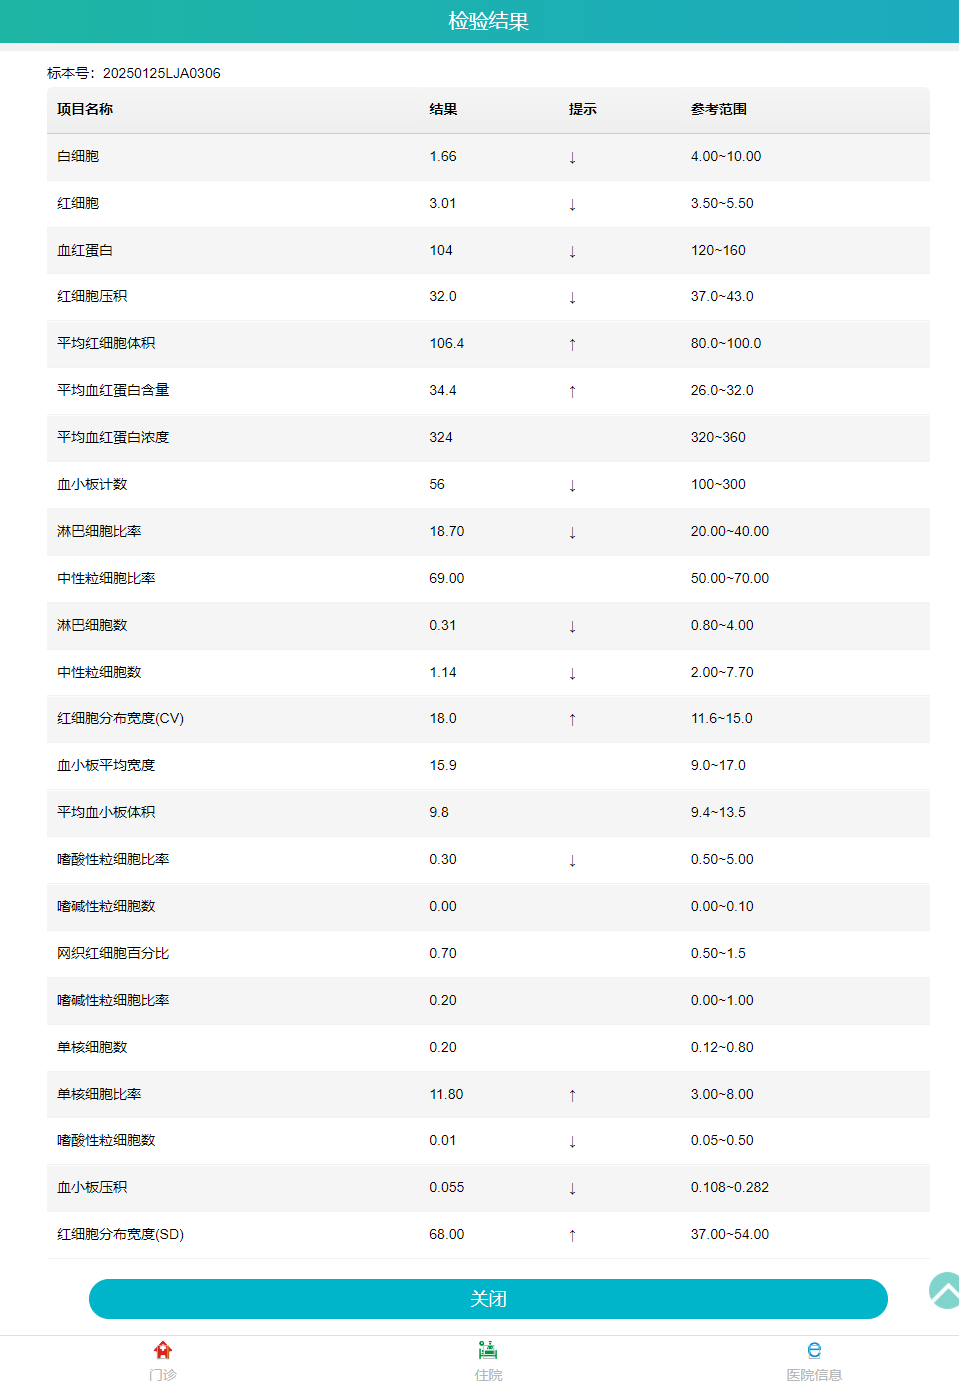 检验结果
标本号：20250125LJA0306
项目名称 结果 提示 参考范围
白细胞 1.66 ↓ 4.00~10.00
红细胞 3.01 ↓ 3.50~5.50
血红蛋白 104 ↓ 120~160
红细胞压积 32.0 ↓ 37.0~43.0
平均红细胞体积 106.4 ↑ 80.0~100.0
平均血红蛋白含量 34.4 ↑ 26.0~32.0
平均血红蛋白浓度 324 320~360
血小板计数 56 ↓ 100~300
淋巴细胞比率 18.70 ↓ 20.00~40.00
中性粒细胞比率 69.00 50.00~70.00
淋巴细胞数 0.31 ↓ 0.80~4.00
中性粒细胞数 1.14 ↓ 2.00~7.70
红细胞分布宽度(CV) 18.0 ↑ 11.6~15.0
血小板平均宽度 15.9 9.0~17.0
平均血小板体积 9.8 9.4~13.5
嗜酸性粒细胞比率 0.30 ↓ 0.50~5.00
嗜碱性粒细胞数 0.00 0.00~0.10
网织红细胞百分比 0.70 0.50~1.5
嗜碱性粒细胞比率 0.20 0.00~1.00
单核细胞数 0.20 0.12~0.80
单核细胞比率 11.80 ↑ 3.00~8.00
嗜酸性粒细胞数 0.01 ↓ 0.05~0.50
血小板压积 0.055 ↓ 0.108~0.282
红细胞分布宽度(SD) 68.00 ↑ 37.00~54.00
关闭
门诊 住院 医院信息